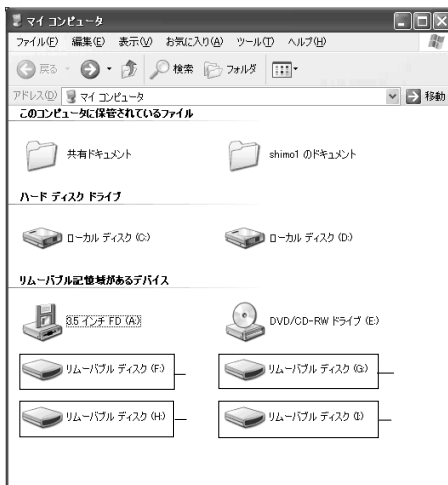 マイ コンピュータ
ファイル(F) 編集(E) 表示(V) お気に入り(A) ツール(T) ヘルプ(H)
戻る 検索 フォルダ
アドレス(D) マイ コンピュータ 移動
このコンピュータに保管されているファイル
共有ドキュメント shimo1 のドキュメント
ハード ディスク ドライブ
ローカル ディスク (C:) ローカル ディスク (D:)
リムーバブル記憶域があるデバイス
3.5 インチ FD (A:) DVD/CD-RW ドライブ (E:)
リムーバブル ディスク (F:) リムーバブル ディスク (G:)
リムーバブル ディスク (H:) リムーバブル ディスク (I:)